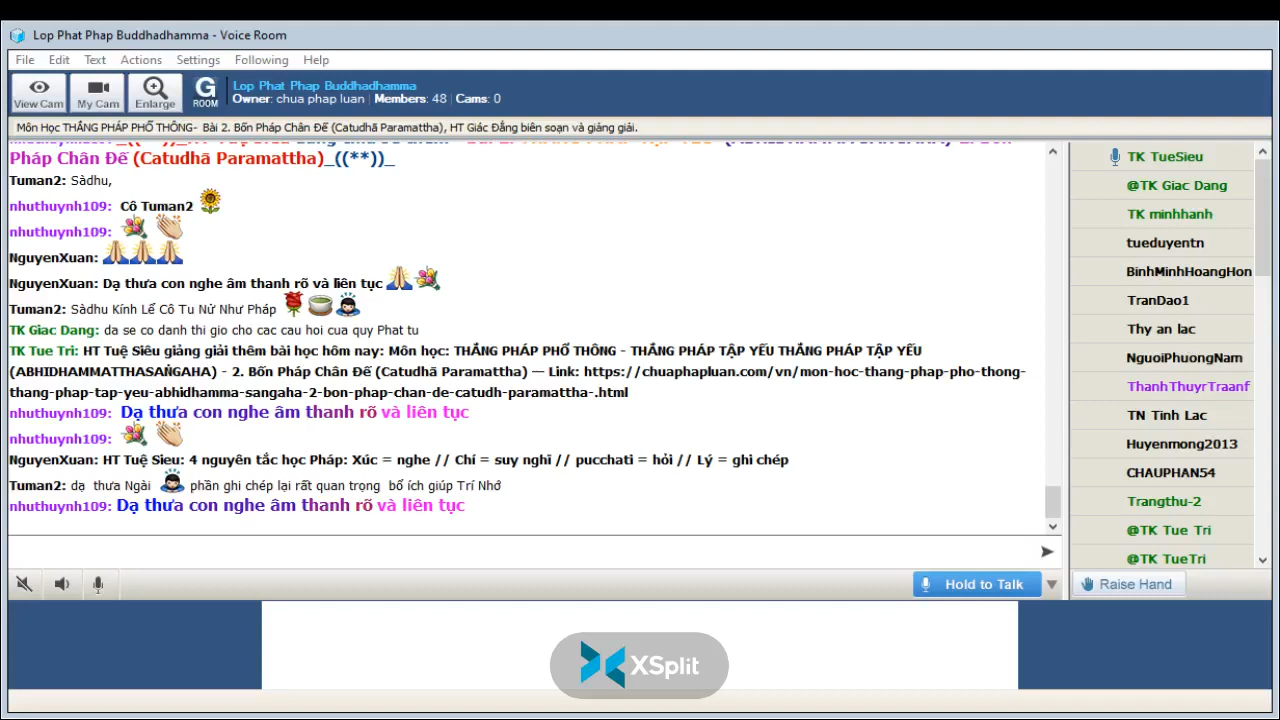 Lop Phat Phap Buddhadhamma - Voice Room
File Edit Text Actions Settings Following Help
View Cam My Cam Enlarge G ROOM
Lop Phat Phap Buddhadhamma
Owner: chua phap luan | Members: 48 | Cams: 0
Môn Học THẮNG PHÁP PHỔ THÔNG- Bài 2. Bốn Pháp Chân Đế (Catudhā Paramattha), HT Giác Đẳng biên soạn và giảng giải.
Pháp Chân Đế (Catudhā Paramattha)_((**))_
Tuman2: Sàdhu,
nhuthuynh109: Cô Tuman2
nhuthuynh109:
NguyenXuan:
NguyenXuan: Dạ thưa con nghe âm thanh rõ và liên tục
Tuman2: Sàdhu Kính Lể Cô Tu Nử Như Pháp
TK Giac Dang: da se co danh thi gio cho cac cau hoi cua quy Phat tu
TK Tue Tri: HT Tuệ Siêu giảng giải thêm bài học hôm nay: Môn học: THẮNG PHÁP PHỔ THÔNG - THẮNG PHÁP TẬP YẾU THẮNG PHÁP TẬP YẾU
(ABHIDHAMMATTHASAṄGAHA) - 2. Bốn Pháp Chân Đế (Catudhā Paramattha) — Link: https://chuaphapluan.com/vn/mon-hoc-thang-phap-pho-thong-
thang-phap-tap-yeu-abhidhamma-sangaha-2-bon-phap-chan-de-catudh-paramattha-.html
nhuthuynh109: Dạ thưa con nghe âm thanh rõ và liên tục
nhuthuynh109:
NguyenXuan: HT Tuệ Sieu: 4 nguyên tắc học Pháp: Xúc = nghe // Chí = suy nghĩ // pucchati = hỏi // Lý = ghi chép
Tuman2: dạ thưa Ngài phần ghi chép lại rất quan trọng bổ ích giúp Trí Nhớ
nhuthuynh109: Dạ thưa con nghe âm thanh rõ và liên tục
TK TueSieu
@TK Giac Dang
TK minhhanh
tueduyentn
BinhMinhHoangHon
TranDao1
Thy an lac
NguoiPhuongNam
ThanhThuyrTraanf
TN Tinh Lac
Huyenmong2013
CHAUPHAN54
Trangthu-2
@TK Tue Tri
@TK TueTri
Hold to Talk
Raise Hand
XSplit